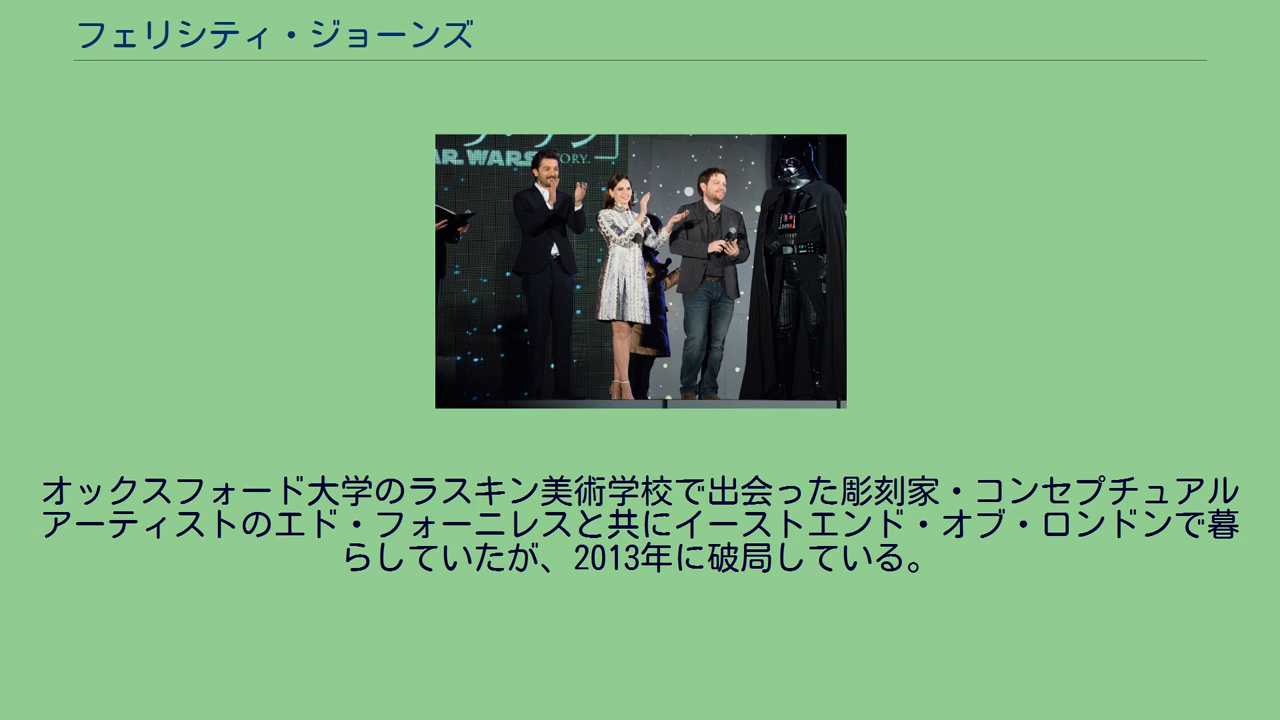 フェリシティ・ジョーンズ
AR WARS
ORY.
オックスフォード大学のラスキン美術学校で出会った彫刻家・コンセプチュアル
アーティストのエド・フォーニレスと共にイーストエンド・オブ・ロンドンで暮
らしていたが、2013年に破局している。